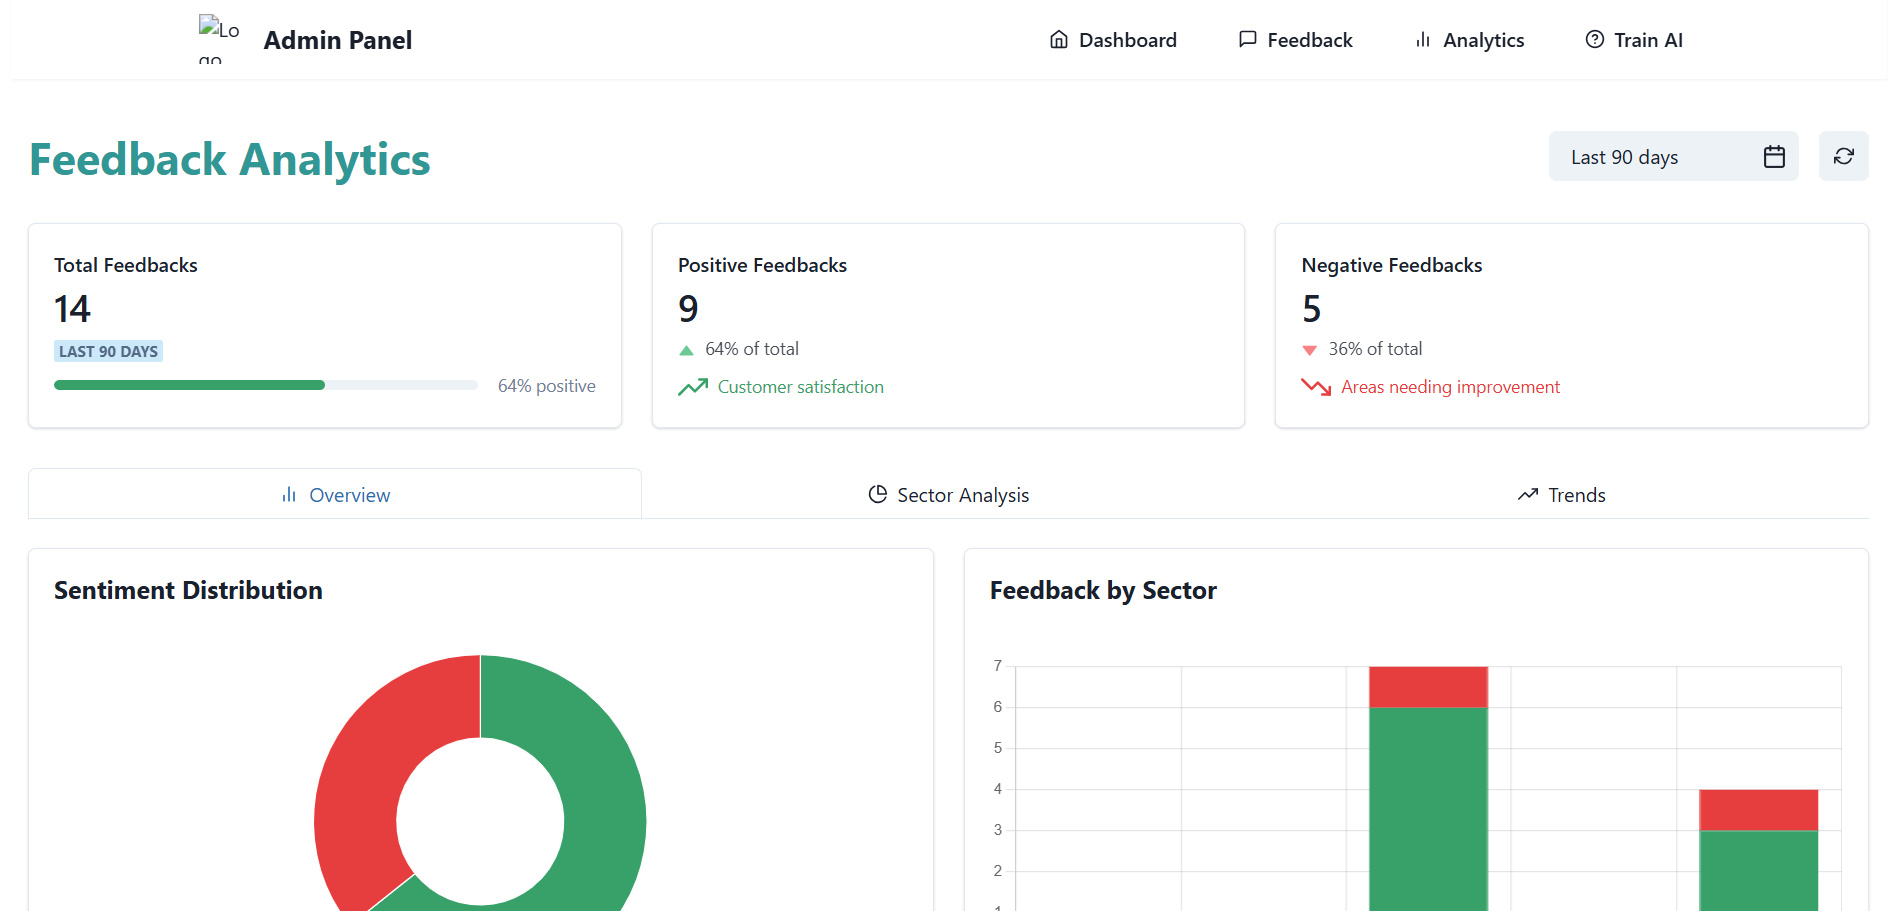 Lo
go
Admin Panel
Dashboard
Feedback
Analytics
Train AI
Feedback Analytics
Last 90 days
Total Feedbacks
14
LAST 90 DAYS
64% positive
Positive Feedbacks
9
64% of total
Customer satisfaction
Negative Feedbacks
5
36% of total
Areas needing improvement
Overview
Sector Analysis
Trends
Sentiment Distribution
Feedback by Sector
7
6
5
4
3
2
1